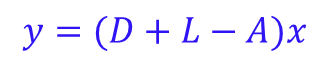 y = (D + L − A)x